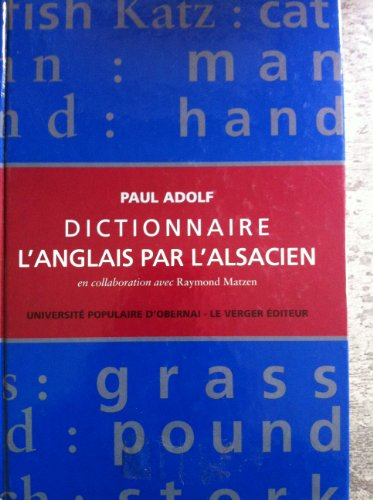 fish Katz : cat
n : man
nd : hand
PAUL ADOLF
DICTIONNAIRE
L'ANGLAIS PAR L'ALSACIEN
en collaboration avec Raymond Matzen
UNIVERSITÉ POPULAIRE D'OBERNAI - LE VERGER ÉDITEUR
s : grass
d : pound
h : stork